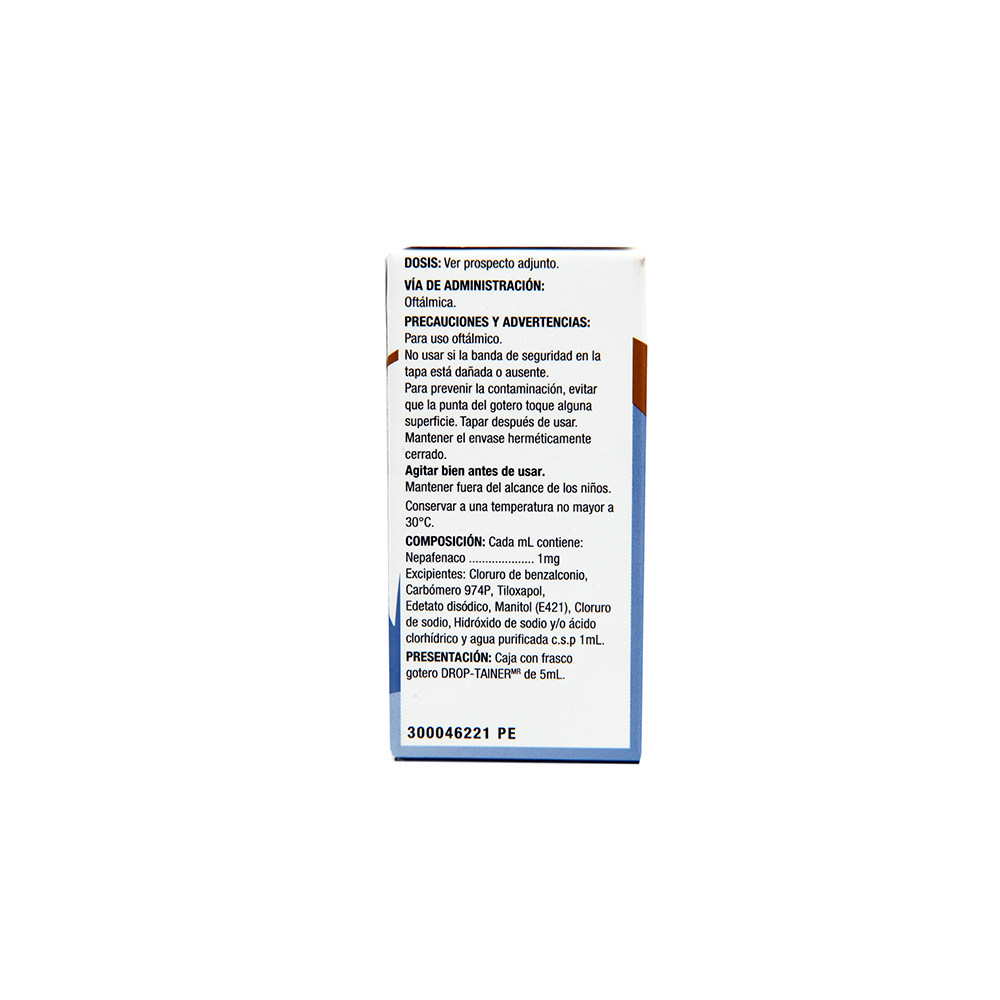 DOSIS: Ver prospecto adjunto.
VÍA DE ADMINISTRACIÓN:
Oftálmica.
PRECAUCIONES Y ADVERTENCIAS:
Para uso oftálmico.
No usar si la banda de seguridad en la
tapa está dañada o ausente.
Para prevenir la contaminación, evitar
que la punta del gotero toque alguna
superficie. Tapar después de usar.
Mantener el envase herméticamente
cerrado.
Agitar bien antes de usar.
Mantener fuera del alcance de los niños.
Conservar a una temperatura no mayor a
30°C.
COMPOSICIÓN: Cada mL contiene:
Nepafenaco .................... 1mg
Excipientes: Cloruro de benzalconio,
Carbómero 974P, Tiloxapol,
Edetato disódico, Manitol (E421), Cloruro
de sodio, Hidróxido de sodio y/o ácido
clorhídrico y agua purificada c.s.p 1mL.
PRESENTACIÓN: Caja con frasco
gotero DROP-TAINERᴹᴿ de 5mL.
300046221 PE